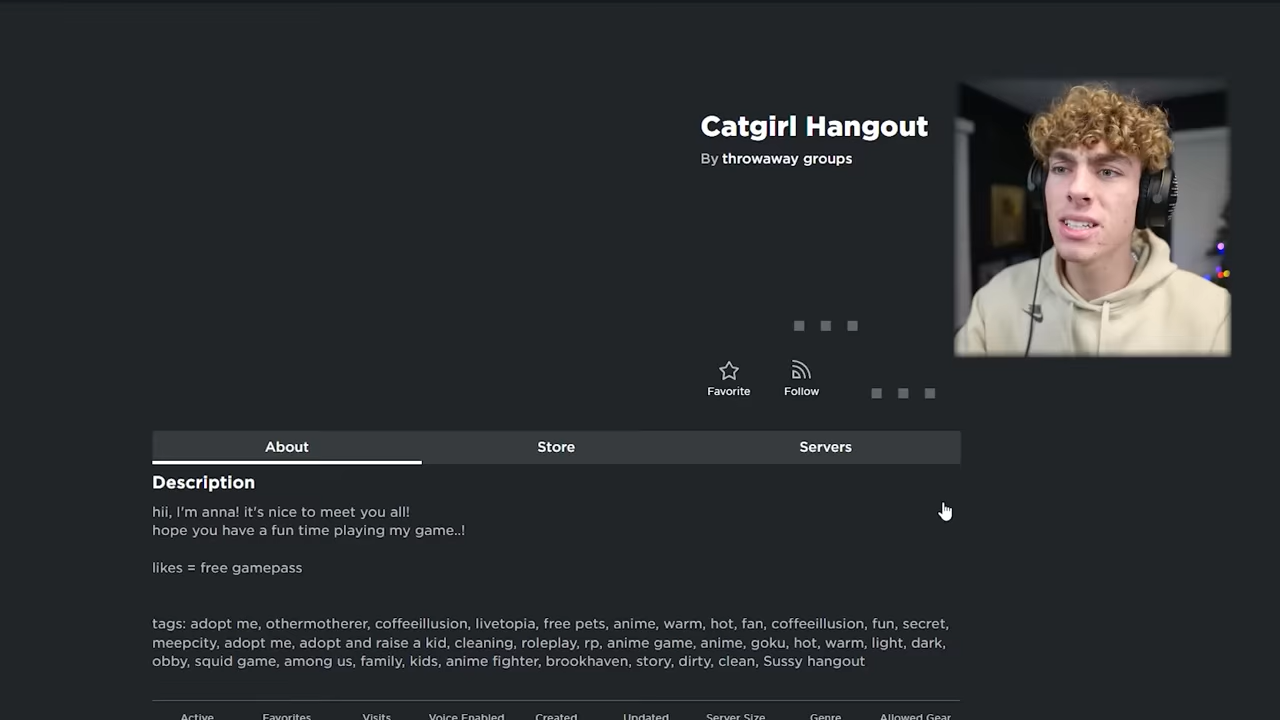 Catgirl Hangout
By throwaway groups
Favorite
Follow
About
Store
Servers
Description
hii, I'm anna! it's nice to meet you all!
hope you have a fun time playing my game..!
likes = free gamepass
tags: adopt me, othermotherer, coffeeillusion, livetopia, free pets, anime, warm, hot, fan, coffeeillusion, fun, secret,
meepcity, adopt me, adopt and raise a kid, cleaning, roleplay, rp, anime game, anime, goku, hot, warm, light, dark,
obby, squid game, among us, family, kids, anime fighter, brookhaven, story, dirty, clean, Sussy hangout
Active
Favorites
Visits
Voice Enabled
Created
Updated
Server Size
Genre
Allowed Gear